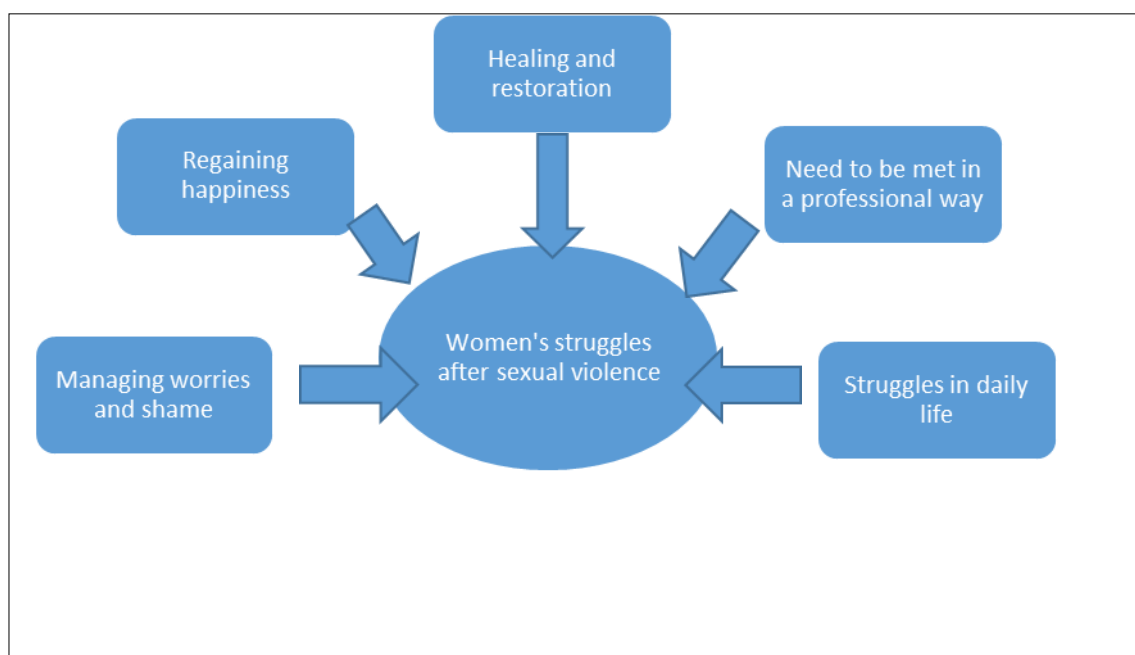 Healing and
restoration
Regaining
happiness
Need to be met in
a professional way
Women's struggles
after sexual violence
Managing worries
and shame
Struggles in daily
life